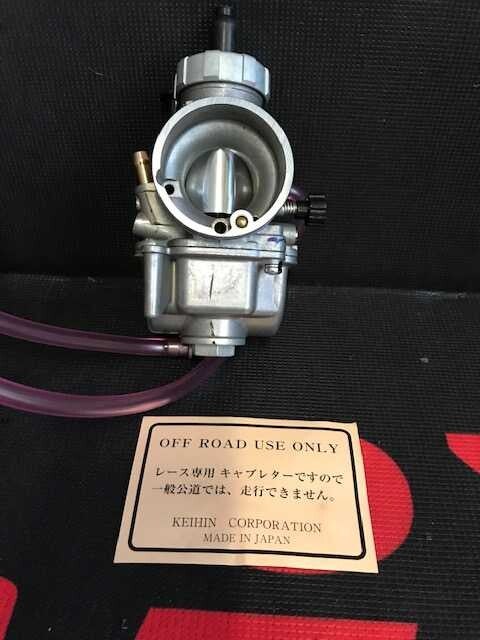 OFF ROAD USE ONLY
レース専用 キャブレターですので
一般公道では、走行できません。
KEIHIN CORPORATION
MADE IN JAPAN